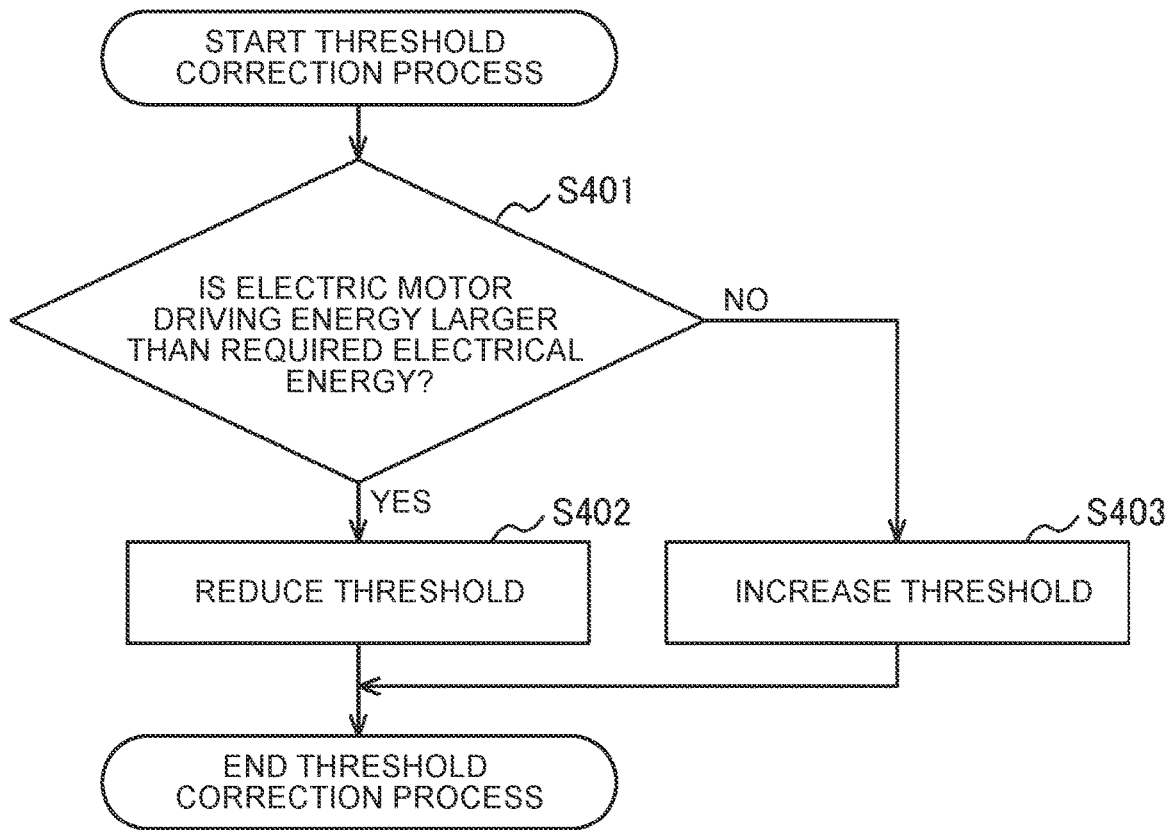 START THRESHOLD
CORRECTION PROCESS
S401
IS ELECTRIC MOTOR
DRIVING ENERGY LARGER
THAN REQUIRED ELECTRICAL
ENERGY?
NO
YES
S402
REDUCE THRESHOLD
S403
INCREASE THRESHOLD
END THRESHOLD
CORRECTION PROCESS